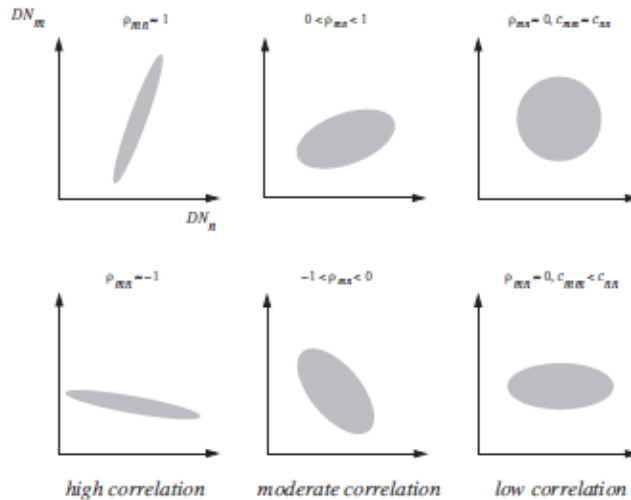 DN_m
ρ_mn ≈ 1
0 < ρ_mn < 1
ρ_mn ≈ 0, c_mm ≈ c_nn
DN_n
ρ_mn ≈ −1
−1 < ρ_mn < 0
ρ_mn ≈ 0, c_mm < c_nn
high correlation
moderate correlation
low correlation